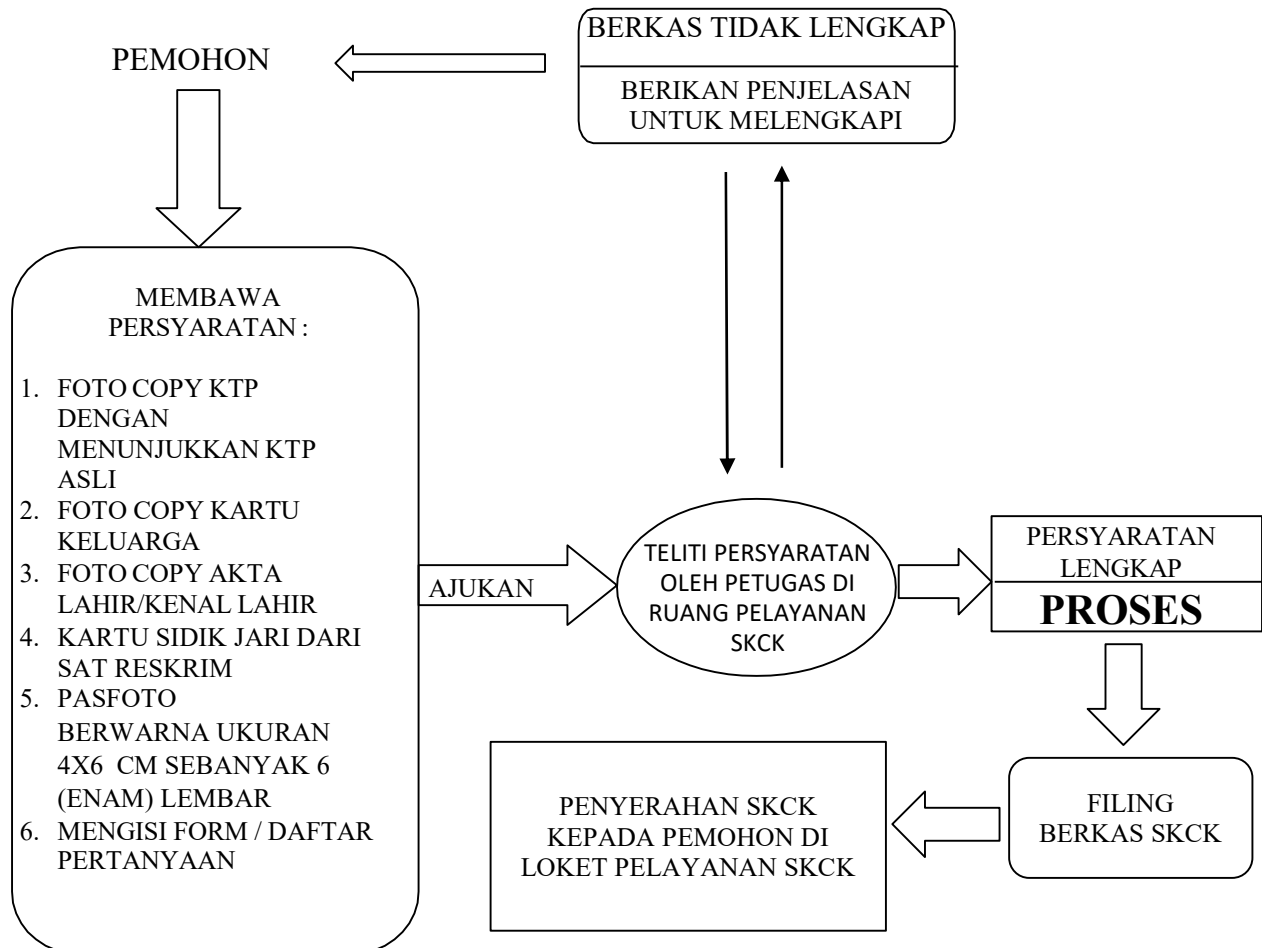 BERKAS TIDAK LENGKAP
BERIKAN PENJELASAN
UNTUK MELENGKAPI
PEMOHON
MEMBAWA
PERSYARATAN :
1. FOTO COPY KTP
DENGAN
MENUNJUKKAN KTP
ASLI
2. FOTO COPY KARTU
KELUARGA
3. FOTO COPY AKTA
LAHIR/KENAL LAHIR
4. KARTU SIDIK JARI DARI
SAT RESKRIM
5. PASFOTO
BERWARNA UKURAN
4X6 CM SEBANYAK 6
(ENAM) LEMBAR
6. MENGISI FORM / DAFTAR
PERTANYAAN
AJUKAN
TELITI PERSYARATAN
OLEH PETUGAS DI
RUANG PELAYANAN
SKCK
PERSYARATAN
LENGKAP
PROSES
FILING
BERKAS SKCK
PENYERAHAN SKCK
KEPADA PEMOHON DI
LOKET PELAYANAN SKCK